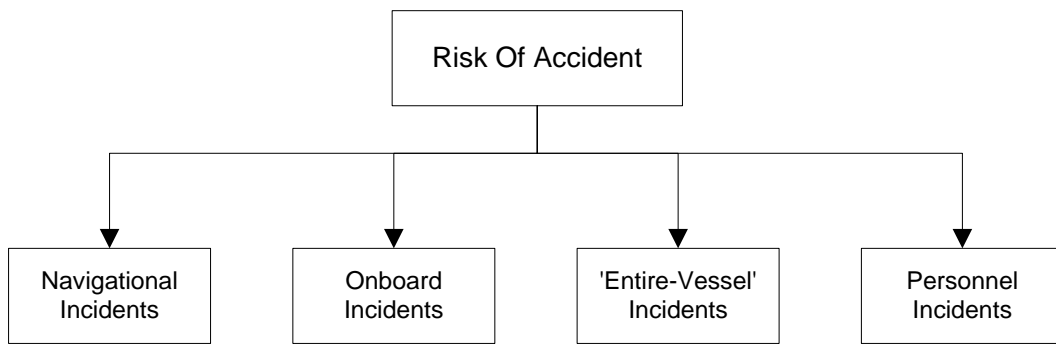 Risk Of Accident
Navigational
Incidents
Onboard
Incidents
'Entire-Vessel'
Incidents
Personnel
Incidents